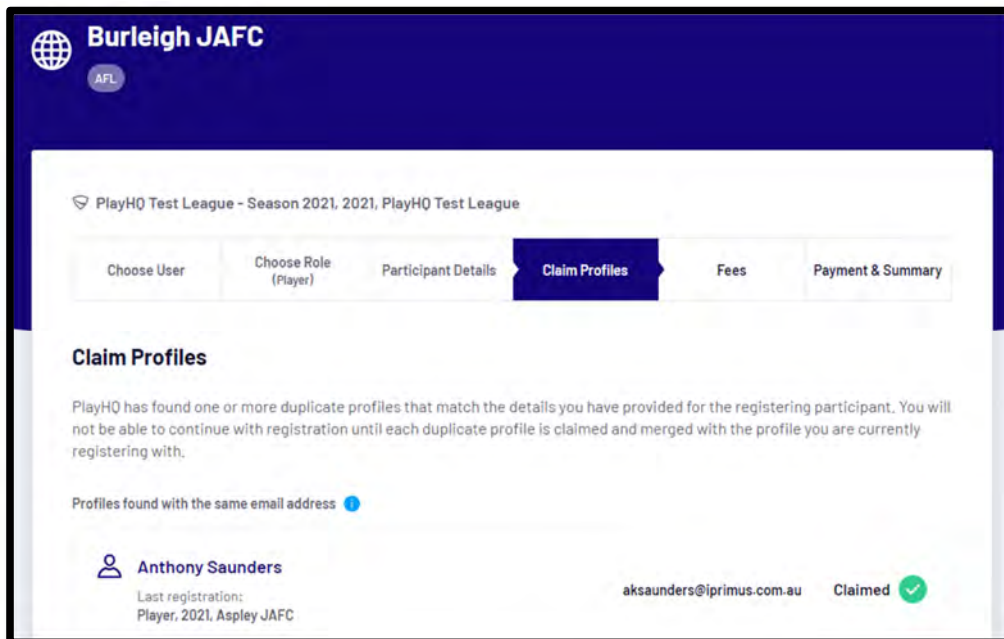 Burleigh JAFC
AFL
PlayHQ Test League - Season 2021, 2021, PlayHQ Test League
Choose User
Choose Role
(Player)
Participant Details
Claim Profiles
Fees
Payment & Summary
Claim Profiles
PlayHQ has found one or more duplicate profiles that match the details you have provided for the registering participant. You will
not be able to continue with registration until each duplicate profile is claimed and merged with the profile you are currently
registering with.
Profiles found with the same email address
Anthony Saunders
Last registration:
Player, 2021, Aspley JAFC
aksaunders@iprimus.com.au
Claimed